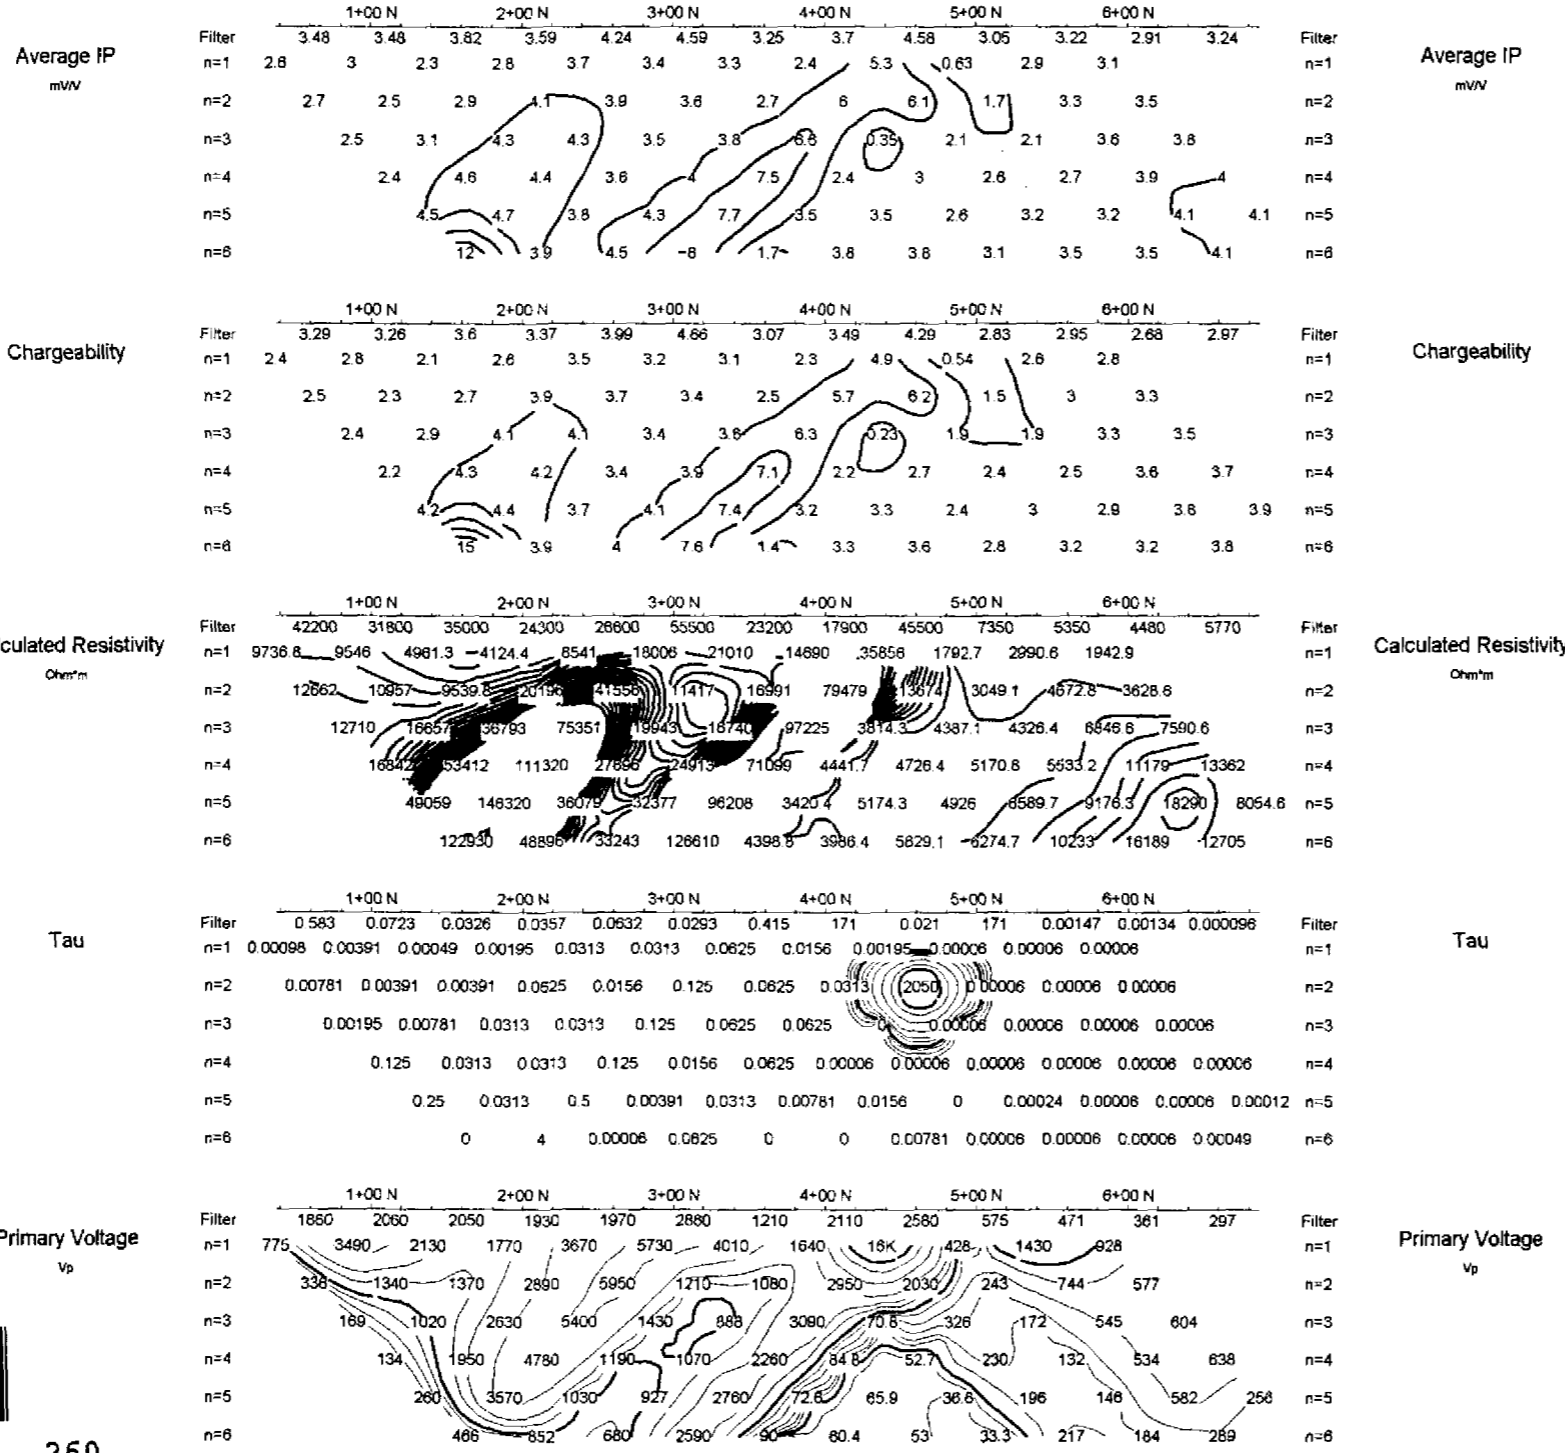 1+00 N 2+00 N 3+00 N 4+00 N 5+00 N 6+00 N
Filter 3.48 3.48 3.82 3.59 4.24 4.59 3.25 3.7 4.58 3.05 3.22 2.91 3.24 Filter
Average IP n=1 2.6 3 2.3 2.8 3.7 3.4 3.3 2.4 5.3 0.63 2.9 3.1 n=1 Average IP
mV/V mV/V
n=2 2.7 2.5 2.9 4.1 3.9 3.6 2.7 6 6.1 1.7 3.3 3.5 n=2
n=3 2.5 3.1 4.3 4.3 3.5 3.8 6.6 0.35 2.1 2.1 3.6 3.8 n=3
n=4 2.4 4.6 4.4 3.6 4 7.5 2.4 3 2.6 2.7 3.9 4 n=4
n=5 4.5 4.7 3.8 4.3 7.7 3.5 3.5 2.6 3.2 3.2 4.1 4.1 n=5
n=6 12 3.9 4.5 8 1.7 3.8 3.8 3.1 3.5 3.5 4.1 n=6
1+00 N 2+00 N 3+00 N 4+00 N 5+00 N 6+00 N
Filter 3.29 3.26 3.6 3.37 3.99 4.66 3.07 3.49 4.29 2.83 2.95 2.68 2.97 Filter
Chargeability n=1 2.4 2.8 2.1 2.6 3.5 3.2 3.1 2.3 4.9 0.54 2.6 2.8 n=1 Chargeability
n=2 2.5 2.3 2.7 3.9 3.7 3.4 2.5 5.7 6.2 1.5 3 3.3 n=2
n=3 2.4 2.9 4.1 4.1 3.4 3.6 6.3 0.23 1.9 1.9 3.3 3.5 n=3
n=4 2.2 4.3 4.2 3.4 3.9 7.1 2.2 2.7 2.4 2.5 3.6 3.7 n=4
n=5 4.2 4.4 3.7 4.1 7.4 3.2 3.3 2.4 3 2.9 3.8 3.9 n=5
n=6 15 3.9 4 7.6 1.4 3.3 3.6 2.8 3.2 3.2 3.8 n=6
1+00 N 2+00 N 3+00 N 4+00 N 5+00 N 6+00 N
Filter 42200 31800 35000 24300 26600 55500 23200 17900 45500 7350 5350 4480 5770 Filter
culated Resistivity n=1 9736.8 9546 4961.3 4124.4 8541 18006 21010 14690 35856 1792.7 2990.6 1942.9 n=1 Calculated Resistivity
Ohm*m Ohm*m
n=2 12662 10957 9539.8 20196 41556 11417 16991 79479 13674 3049.1 4672.8 3628.6 n=2
n=3 12710 16657 36793 75351 19943 18740 97225 3814.3 4387.1 4326.4 6846.6 7590.6 n=3
n=4 16842 53412 111320 27696 24913 71099 4441.7 4726.4 5170.8 5533.2 11179 13362 n=4
n=5 49059 146320 36079 32377 96208 3420.4 5174.3 4926 6589.7 9176.3 18290 8054.6 n=5
n=6 122930 48896 33243 126610 4398.8 3986.4 5829.1 6274.7 10233 16189 12705 n=6
1+00 N 2+00 N 3+00 N 4+00 N 5+00 N 6+00 N
Filter 0.583 0.0723 0.0326 0.0357 0.0632 0.0293 0.415 171 0.021 171 0.00147 0.00134 0.000096 Filter
Tau n=1 0.00098 0.00391 0.00049 0.00195 0.0313 0.0313 0.0625 0.0156 0.00195 0.00006 0.00006 0.00006 n=1 Tau
n=2 0.00781 0.00391 0.00391 0.0625 0.0156 0.125 0.0625 0.0313 2050 0.00006 0.00006 0.00006 n=2
n=3 0.00195 0.00781 0.0313 0.0313 0.125 0.0625 0.0625 0.00006 0.00006 0.00006 0.00006 n=3
n=4 0.125 0.0313 0.0313 0.125 0.0156 0.0625 0.00006 0.00006 0.00006 0.00006 0.00006 0.00006 n=4
n=5 0.25 0.0313 0.5 0.00391 0.0313 0.00781 0.0156 0 0.00024 0.00006 0.00006 0.00012 n=5
n=6 0 4 0.00006 0.0625 0 0 0.00781 0.00006 0.00006 0.00006 0.00049 n=6
1+00 N 2+00 N 3+00 N 4+00 N 5+00 N 6+00 N
Filter 1860 2060 2050 1930 1970 2880 1210 2110 2580 575 471 361 297 Filter
Primary Voltage n=1 775 3490 2130 1770 3670 5730 4010 1640 16K 428 1430 928 n=1 Primary Voltage
Vp Vp
n=2 336 1340 1370 2890 5950 1210 1080 2950 2030 243 744 577 n=2
n=3 169 1020 2630 5400 1430 888 3090 70.6 326 172 545 604 n=3
n=4 134 1950 4780 1190 1070 2260 84.8 52.7 230 132 534 638 n=4
n=5 260 3570 1030 927 2760 72.6 65.9 36.6 196 146 582 256 n=5
n=6 466 852 680 2590 90 60.4 53 33.3 217 184 289 n=6